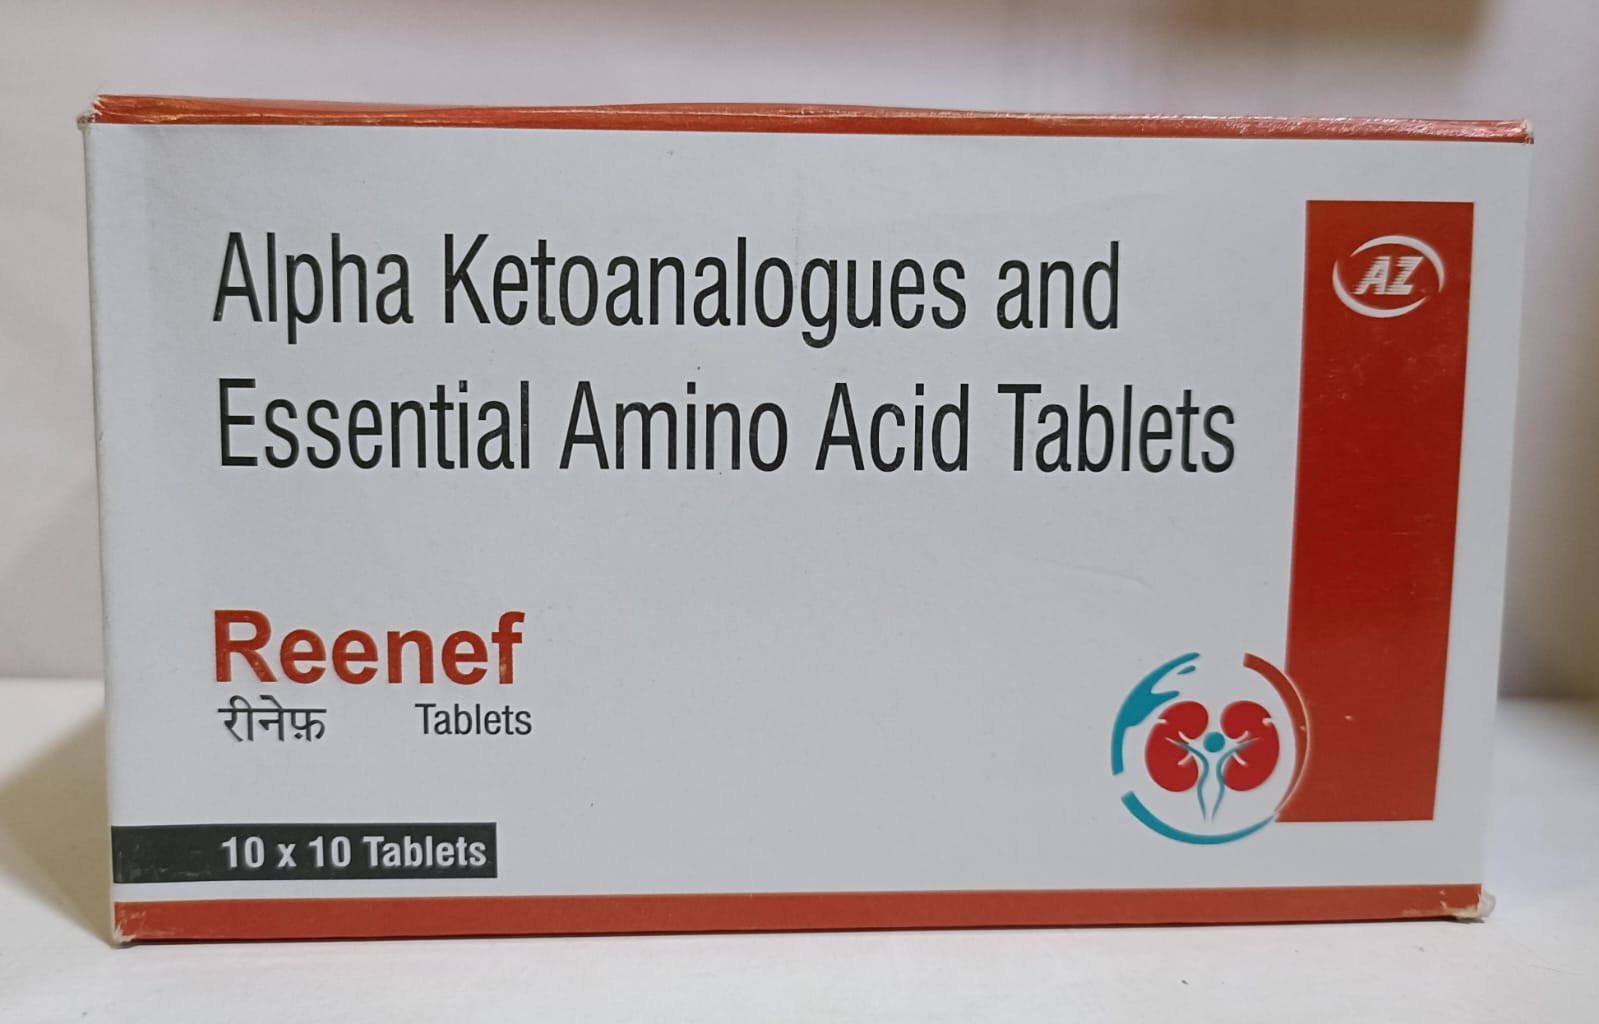 AZ
Alpha Ketoanalogues and
Essential Amino Acid Tablets
Reenef
रीनेफ़ Tablets
10 x 10 Tablets